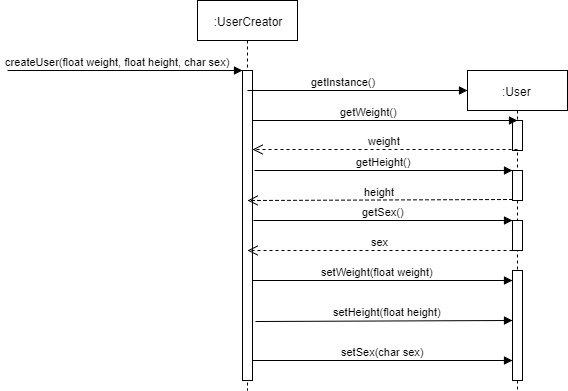 :UserCreator
createUser(float weight, float height, char sex)
getInstance()
:User
getWeight()
weight
getHeight()
height
getSex()
sex
setWeight(float weight)
setHeight(float height)
setSex(char sex)